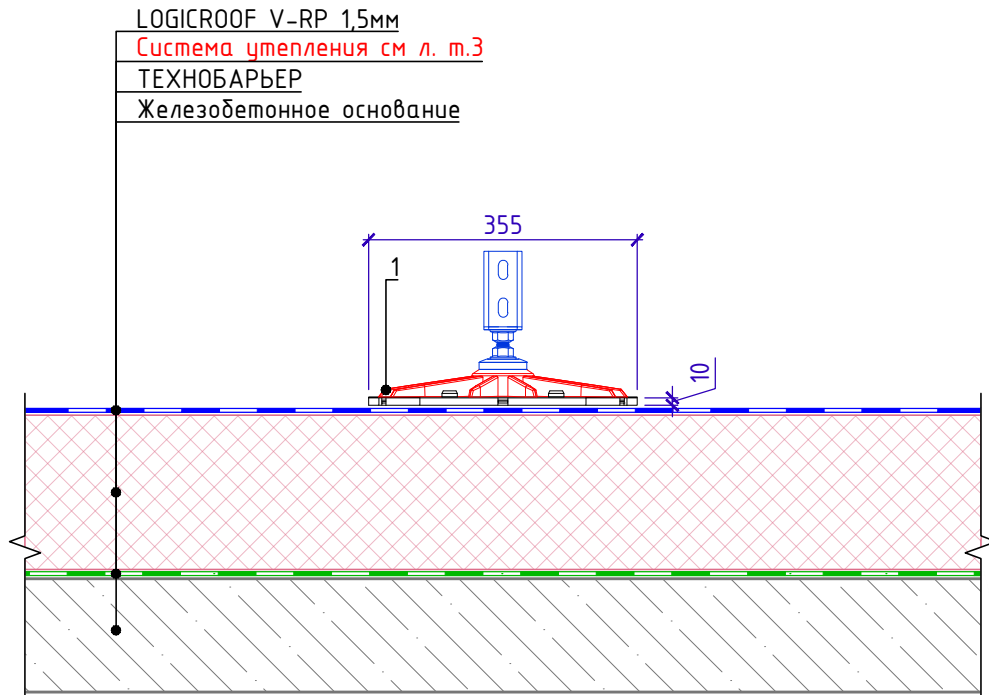 LOGICROOF V-RP 1,5мм
Система утепления см л. т.3
ТЕХНОБАРЬЕР
Железобетонное основание
355
1
10